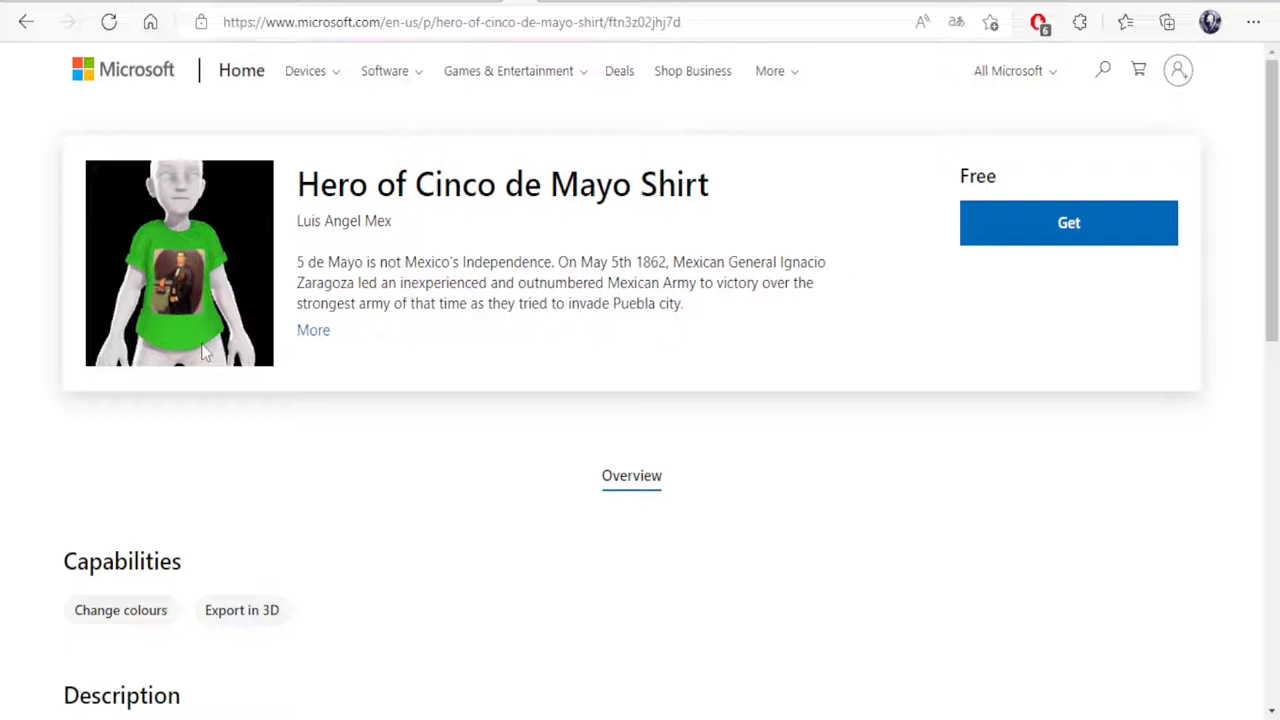 https://www.microsoft.com/en-us/p/hero-of-cinco-de-mayo-shirt/ftn3z02jhj7d
A
あa
6
Microsoft
Home
Devices
Software
Games & Entertainment
Deals
Shop Business
More
All Microsoft
Hero of Cinco de Mayo Shirt
Luis Angel Mex
5 de Mayo is not Mexico's Independence. On May 5th 1862, Mexican General Ignacio
Zaragoza led an inexperienced and outnumbered Mexican Army to victory over the
strongest army of that time as they tried to invade Puebla city.
More
Free
Get
Overview
Capabilities
Change colours
Export in 3D
Description